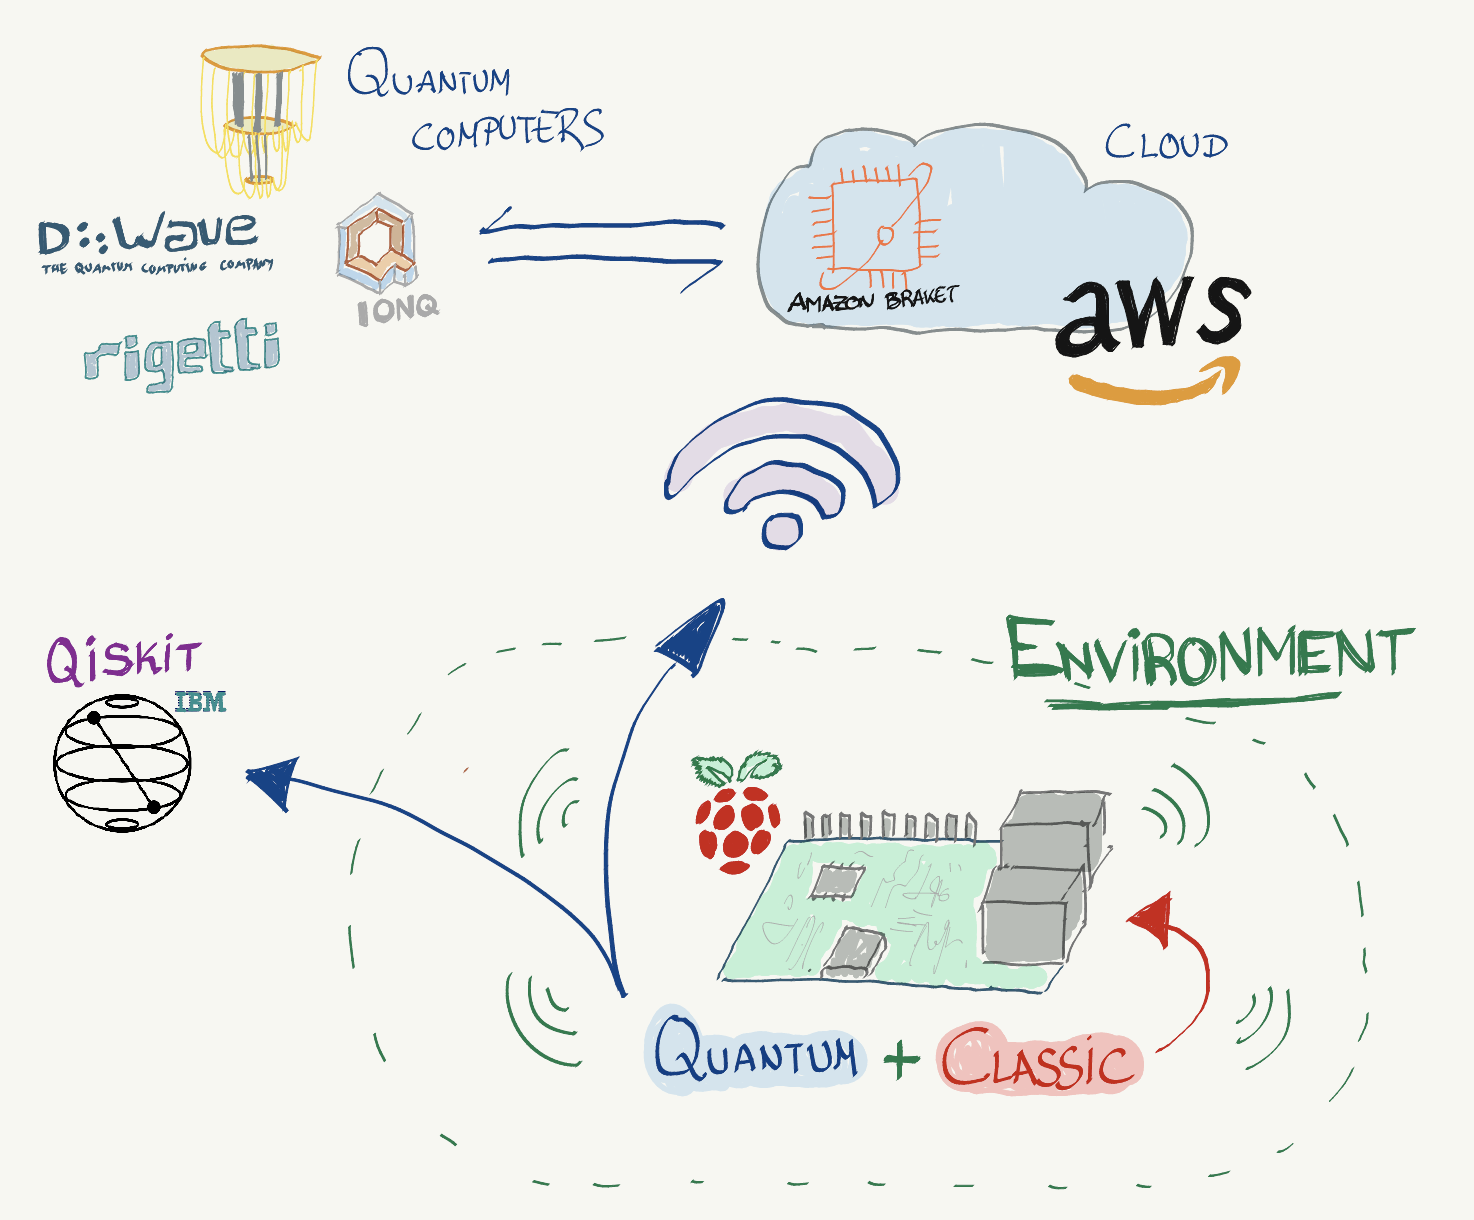 QUANTUM
COMPUTERS
CLOUD
D::Wave
THE QUANTUM COMPUTING COMPANY
IONQ
AMAZON BRAKET
aws
rigetti
ENVIRONMENT
QiSKiT
IBM
QUANTUM + CLASSIC